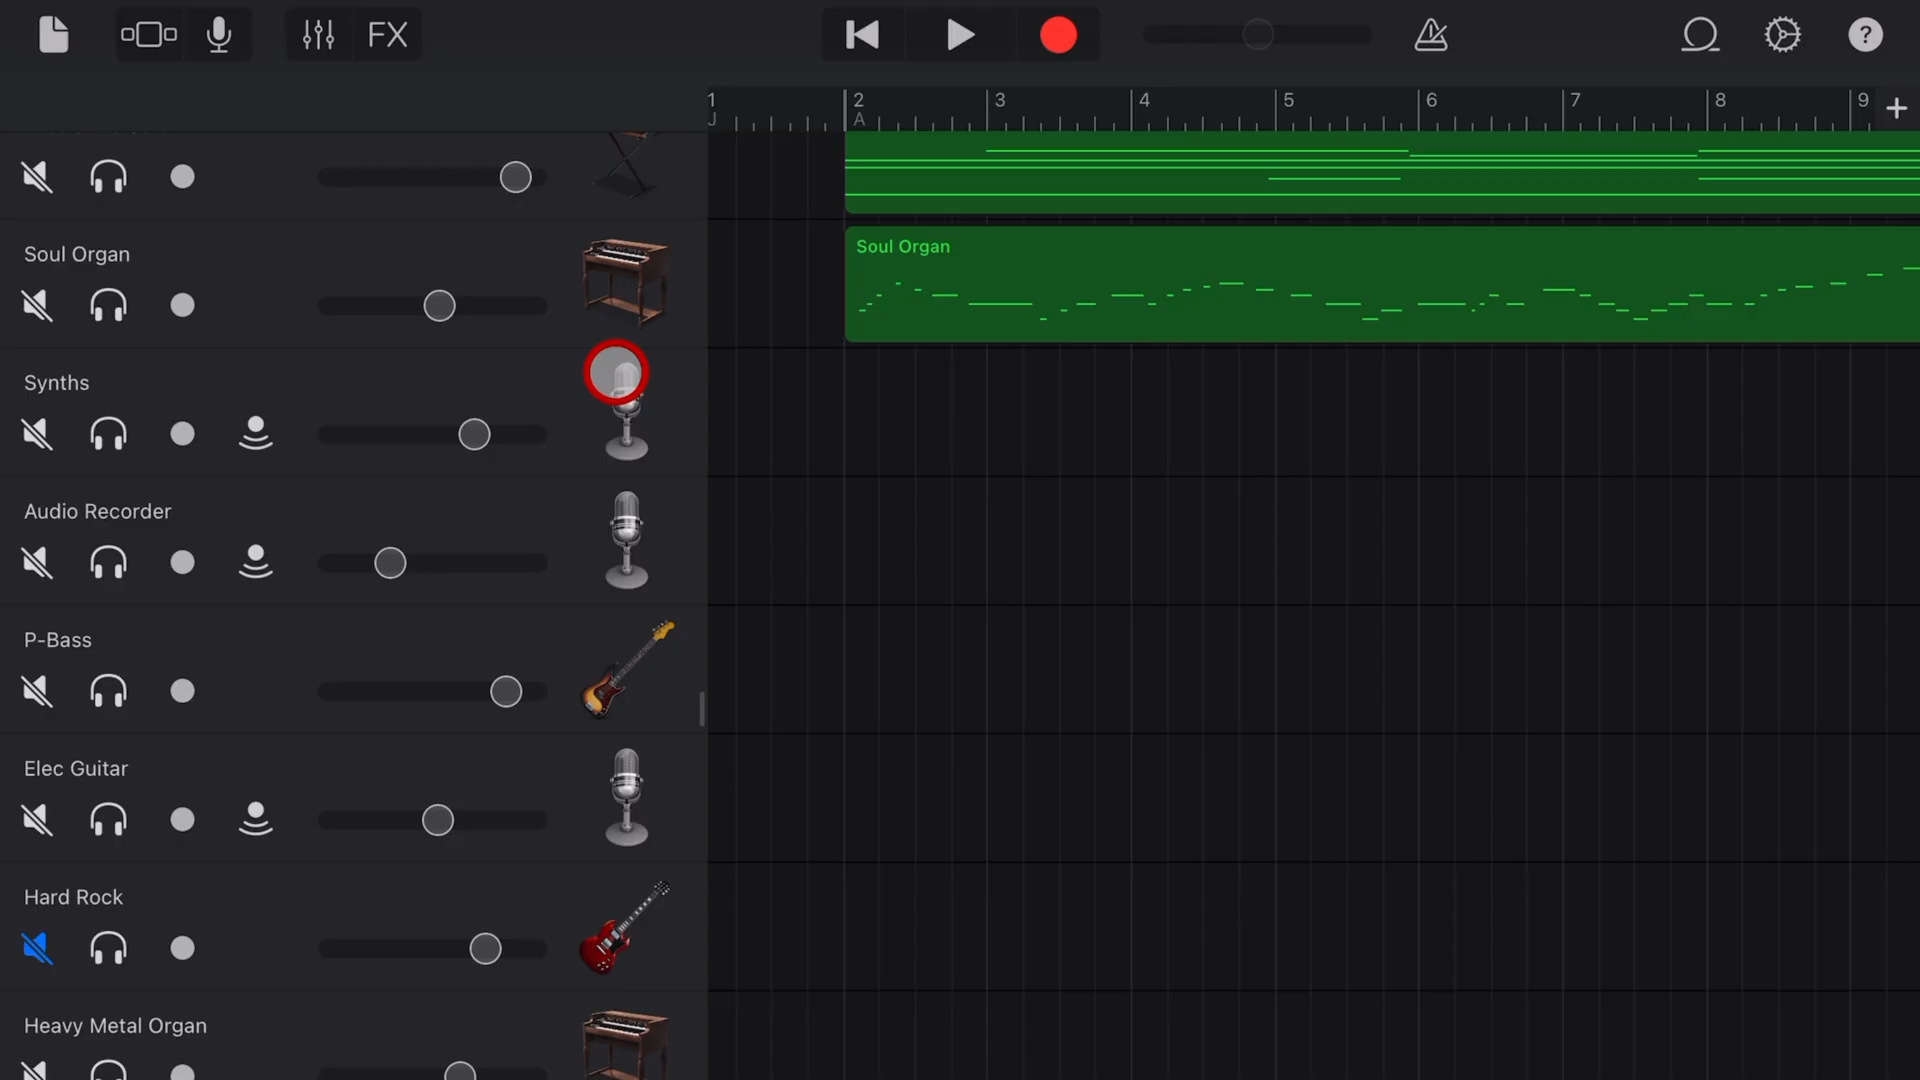 FX
?
1 2 3 4 5 6 7 8 9 +
J A
Soul Organ
Soul Organ
Synths
Audio Recorder
P-Bass
Elec Guitar
Hard Rock
Heavy Metal Organ